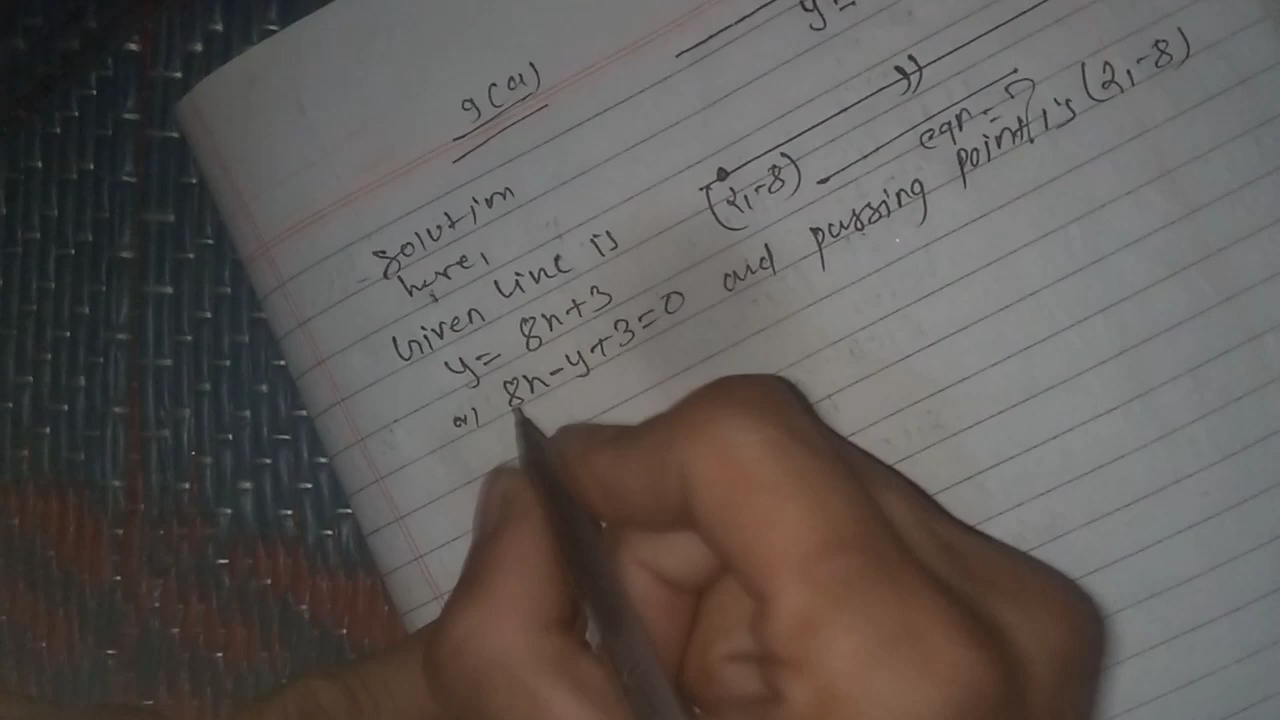 y=
9(a)
(2,-8)
eqn=?
solution
here,
Given line is
y= 8x+3
or, 8x-y+3=0 and passing point is (2,-8)